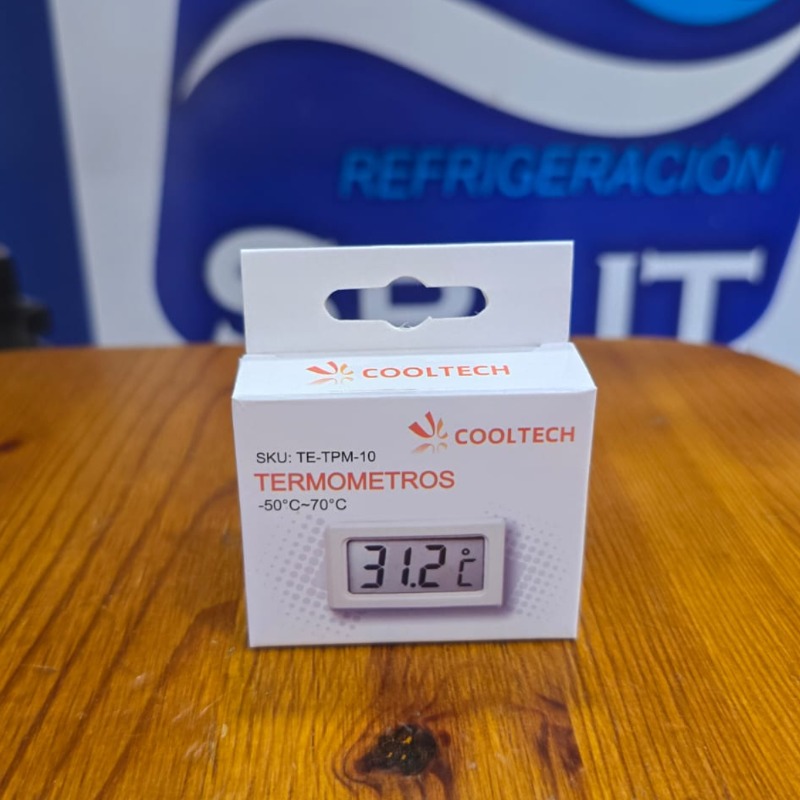 REFRIGERACIÓN
COOLTECH
COOLTECH
SKU: TE-TPM-10
TERMOMETROS
-50°C~70°C
31.2°C